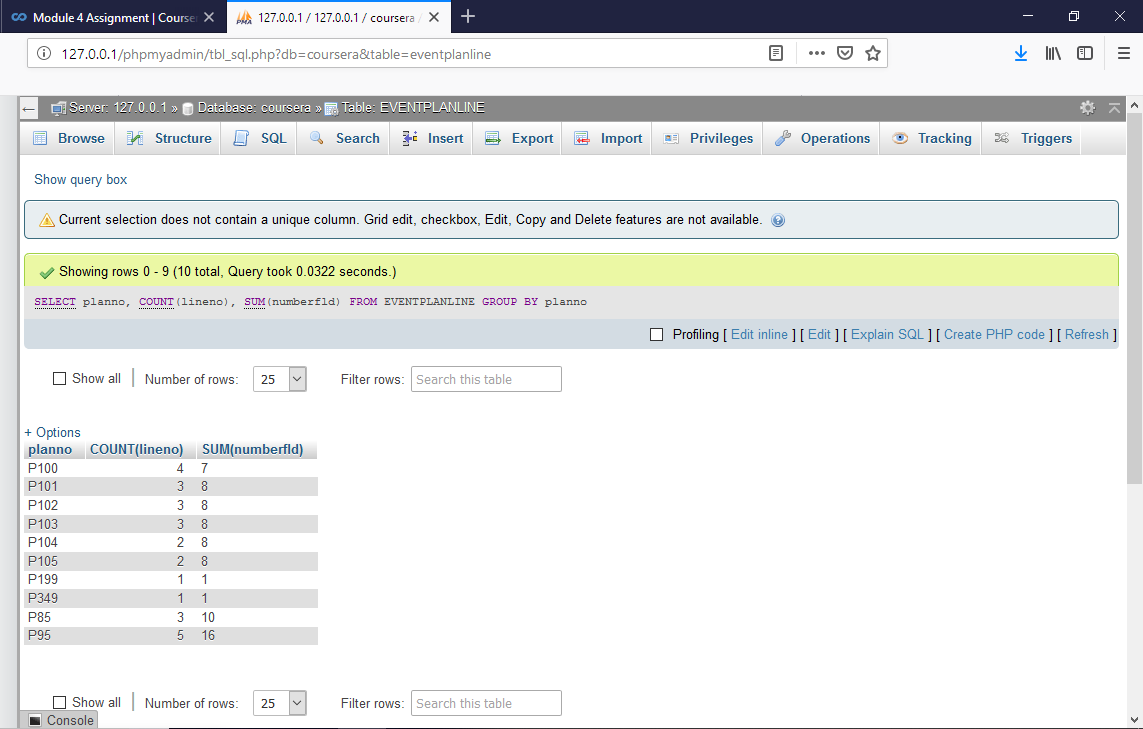 Module 4 Assignment | Course
127.0.0.1 / 127.0.0.1 / coursera
127.0.0.1/phpmyadmin/tbl_sql.php?db=coursera&table=eventplanline
Server: 127.0.0.1 » Database: coursera » Table: EVENTPLANLINE
Browse Structure SQL Search Insert Export Import Privileges Operations Tracking Triggers
Show query box
Current selection does not contain a unique column. Grid edit, checkbox, Edit, Copy and Delete features are not available.
Showing rows 0 - 9 (10 total, Query took 0.0322 seconds.)
SELECT planno, COUNT(lineno), SUM(numberfld) FROM EVENTPLANLINE GROUP BY planno
Profiling [ Edit inline ] [ Edit ] [ Explain SQL ] [ Create PHP code ] [ Refresh ]
Show all | Number of rows: 25 Filter rows: Search this table
+ Options
planno COUNT(lineno) SUM(numberfld)
P100 4 7
P101 3 8
P102 3 8
P103 3 8
P104 2 8
P105 2 8
P199 1 1
P349 1 1
P85 3 10
P95 5 16
Show all | Number of rows: 25 Filter rows: Search this table
Console